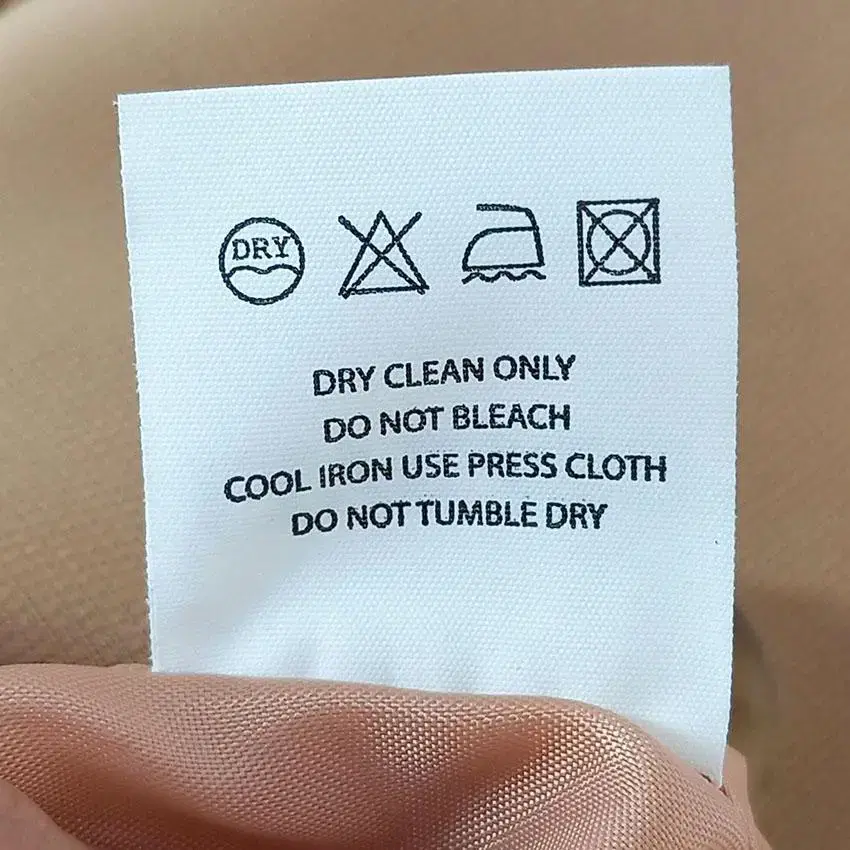 DRY
DRY CLEAN ONLY
DO NOT BLEACH
COOL IRON USE PRESS CLOTH
DO NOT TUMBLE DRY